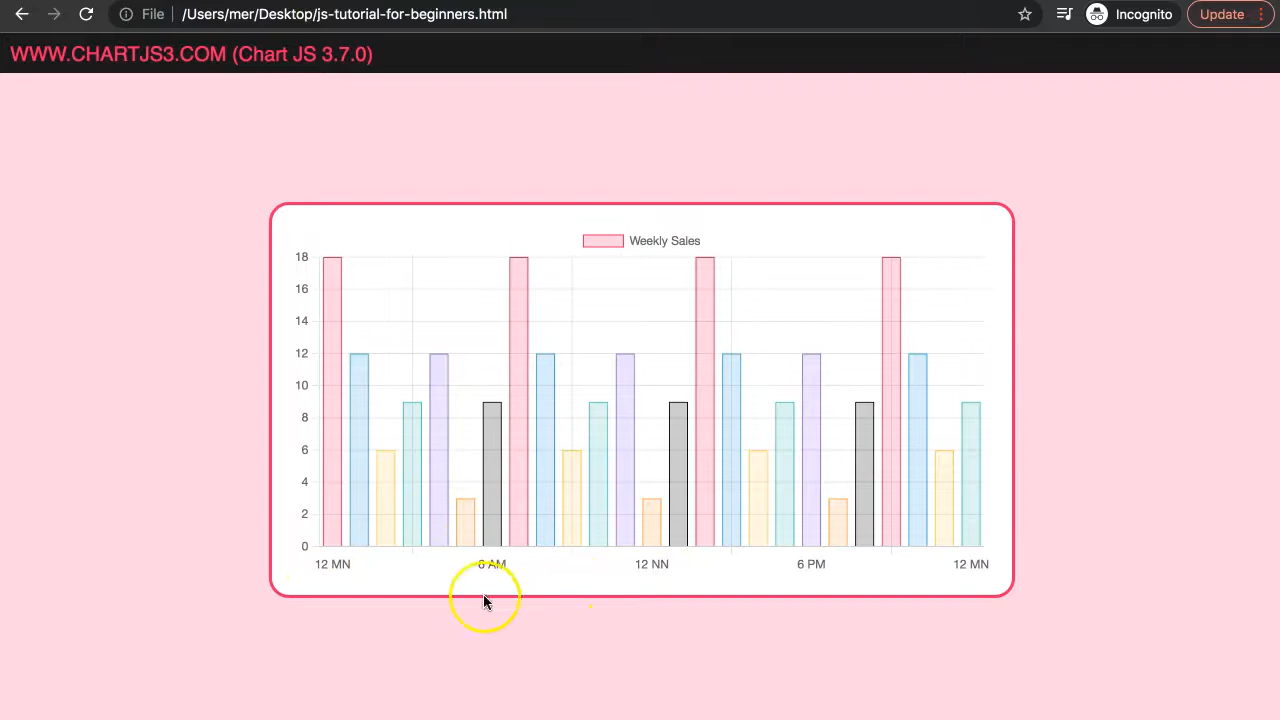 File /Users/mer/Desktop/js-tutorial-for-beginners.html Incognito Update
WWW.CHARTJS3.COM (Chart JS 3.7.0)
Weekly Sales
18
16
14
12
10
8
6
4
2
0
12 MN 6 AM 12 NN 6 PM 12 MN